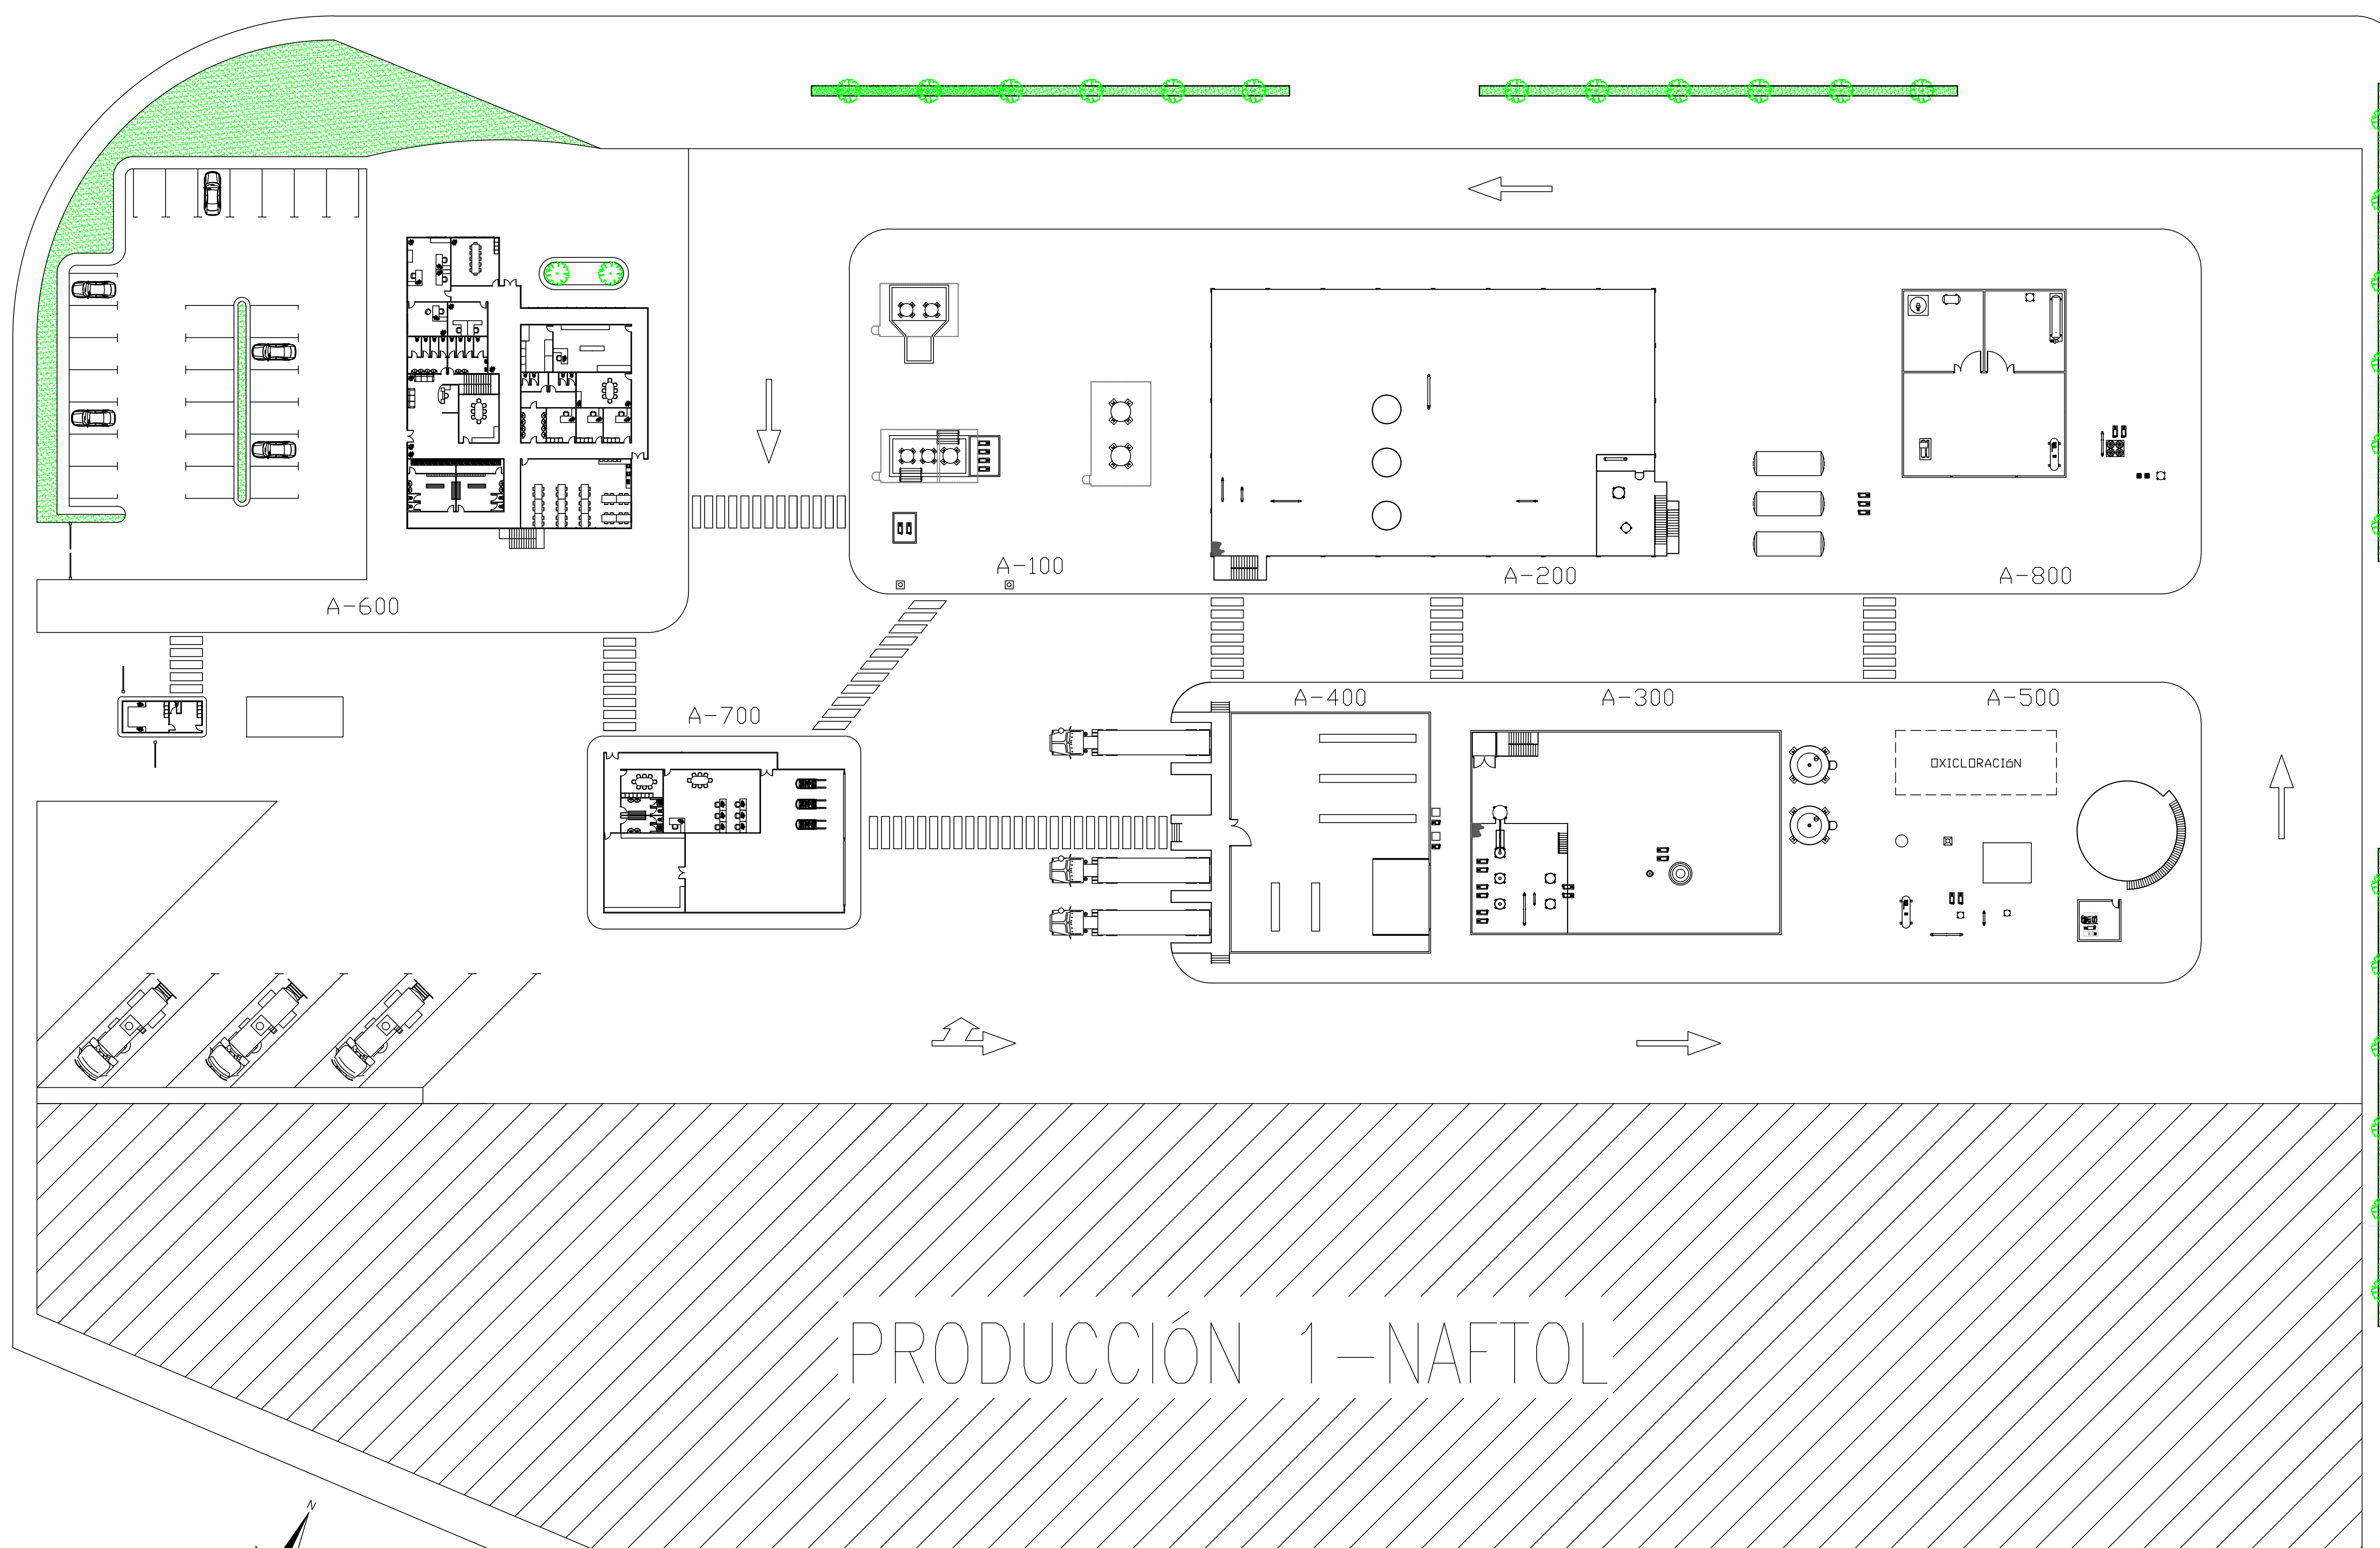 A-100
A-200
A-800
A-600
A-400
A-300
A-500
A-700
OXICLORACIóN
PRODUCCIóN 1-NAFTOL
N